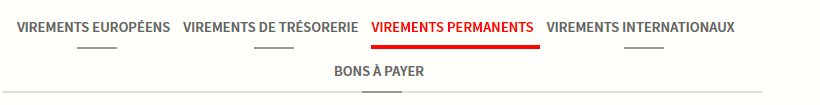 VIREMENTS EUROPÉENS VIREMENTS DE TRÉSORERIE VIREMENTS PERMANENTS VIREMENTS INTERNATIONAUX
BONS À PAYER